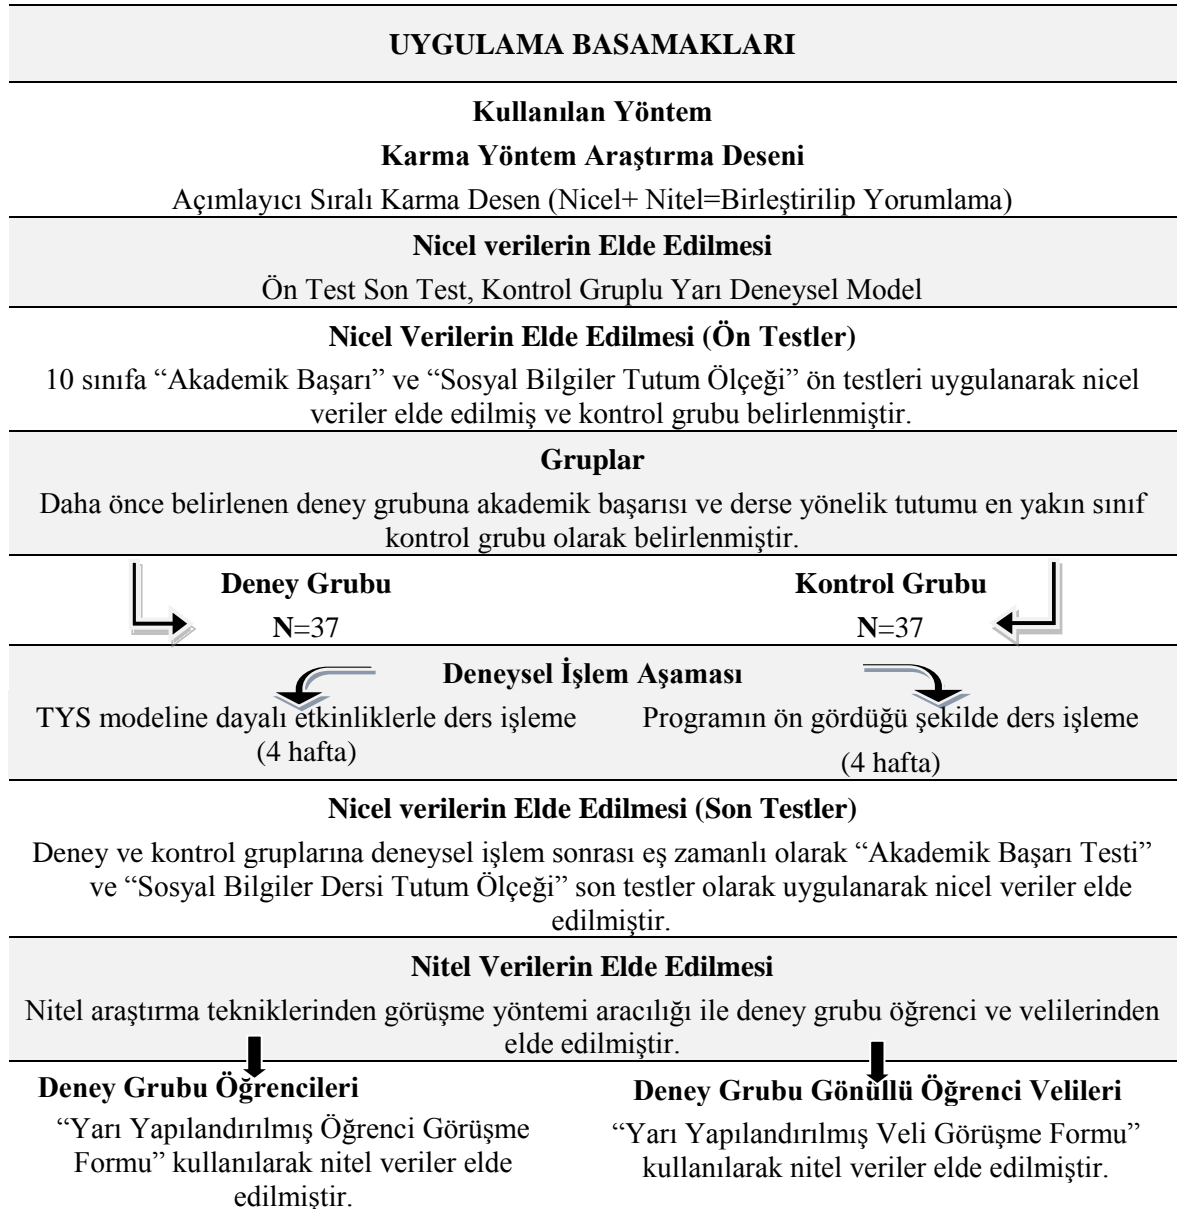 UYGULAMA BASAMAKLARI
Kullanılan Yöntem
Karma Yöntem Araştırma Deseni
Açımlayıcı Sıralı Karma Desen (Nicel+ Nitel=Birleştirilip Yorumlama)
Nicel verilerin Elde Edilmesi
Ön Test Son Test, Kontrol Gruplu Yarı Deneysel Model
Nicel Verilerin Elde Edilmesi (Ön Testler)
10 sınıfa “Akademik Başarı” ve “Sosyal Bilgiler Tutum Ölçeği” ön testleri uygulanarak nicel
veriler elde edilmiş ve kontrol grubu belirlenmiştir.
Gruplar
Daha önce belirlenen deney grubuna akademik başarısı ve derse yönelik tutumu en yakın sınıf
kontrol grubu olarak belirlenmiştir.
Deney Grubu
N=37
Kontrol Grubu
N=37
Deneysel İşlem Aşaması
TYS modeline dayalı etkinliklerle ders işleme
(4 hafta)
Programın ön gördüğü şekilde ders işleme
(4 hafta)
Nicel verilerin Elde Edilmesi (Son Testler)
Deney ve kontrol gruplarına deneysel işlem sonrası eş zamanlı olarak “Akademik Başarı Testi”
ve “Sosyal Bilgiler Dersi Tutum Ölçeği” son testler olarak uygulanarak nicel veriler elde
edilmiştir.
Nitel Verilerin Elde Edilmesi
Nitel araştırma tekniklerinden görüşme yöntemi aracılığı ile deney grubu öğrenci ve velilerinden
elde edilmiştir.
Deney Grubu Öğrencileri
“Yarı Yapılandırılmış Öğrenci Görüşme
Formu” kullanılarak nitel veriler elde
edilmiştir.
Deney Grubu Gönüllü Öğrenci Velileri
“Yarı Yapılandırılmış Veli Görüşme Formu”
kullanılarak nitel veriler elde edilmiştir.